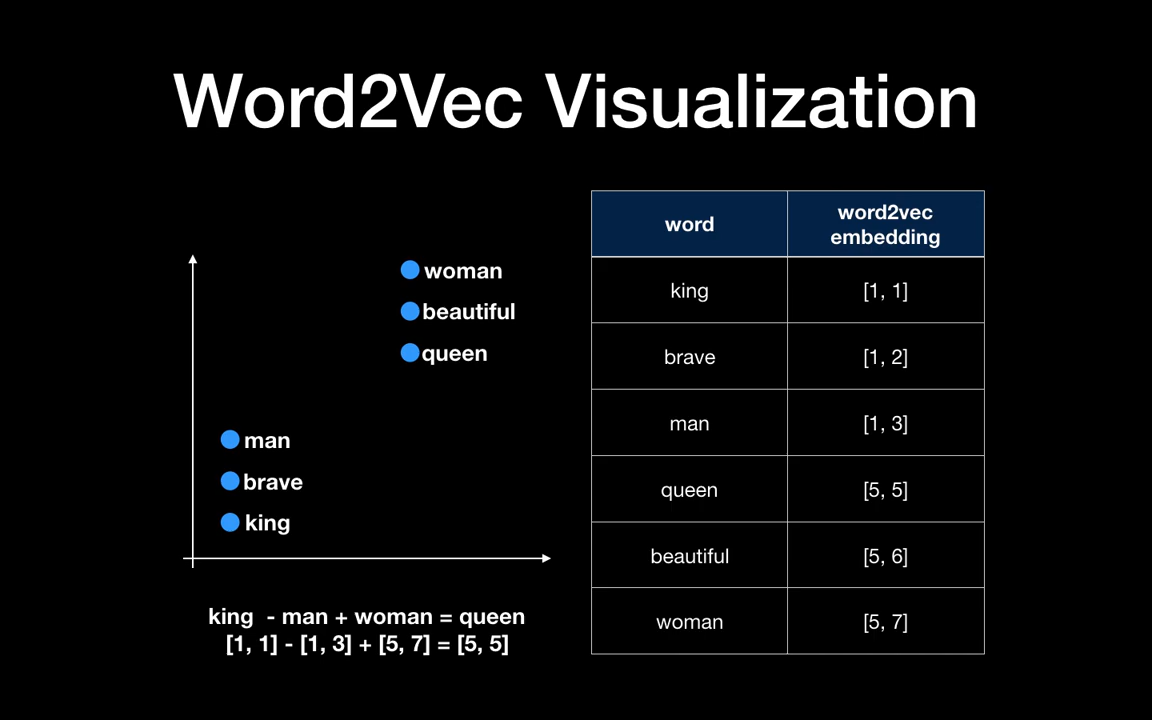 Word2Vec Visualization
woman
beautiful
queen
man
brave
king
king - man + woman = queen
[1, 1] - [1, 3] + [5, 7] = [5, 5]
word word2vec embedding
king [1, 1]
brave [1, 2]
man [1, 3]
queen [5, 5]
beautiful [5, 6]
woman [5, 7]